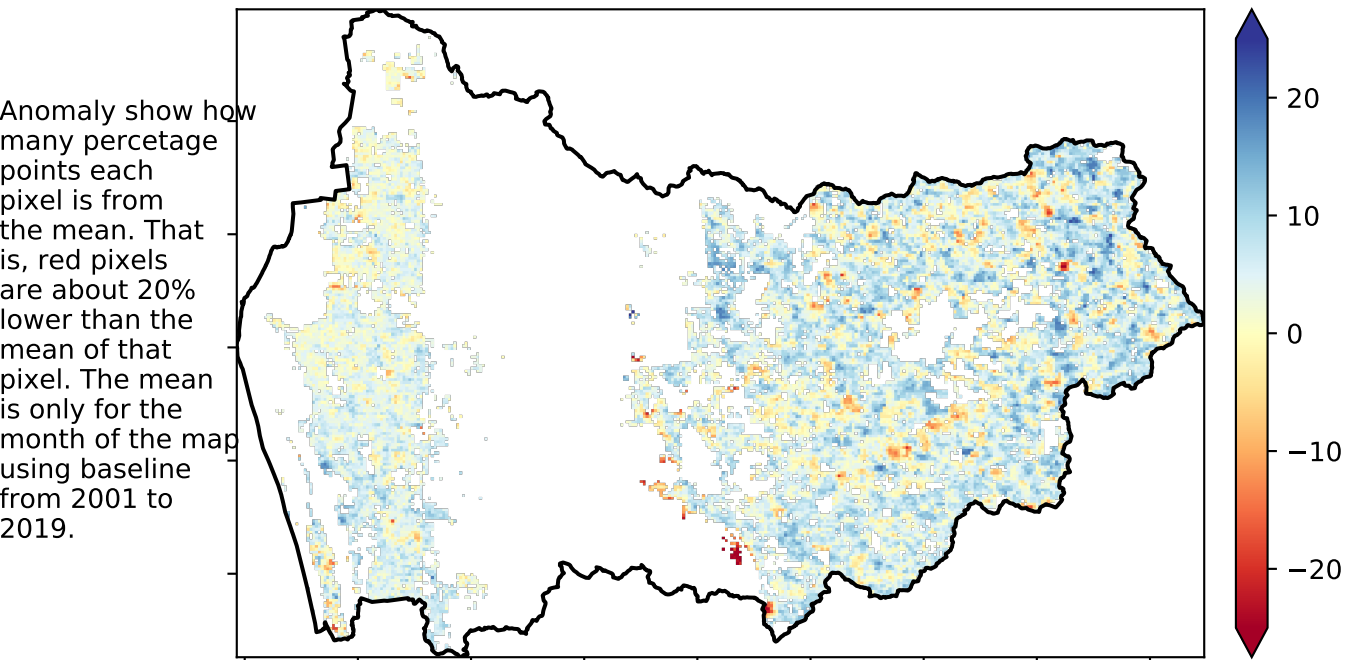 Anomaly show how
many percetage
points each
pixel is from
the mean. That
is, red pixels
are about 20%
lower than the
mean of that
pixel. The mean
is only for the
month of the map
using baseline
from 2001 to
2019.
20
10
0
−10
−20